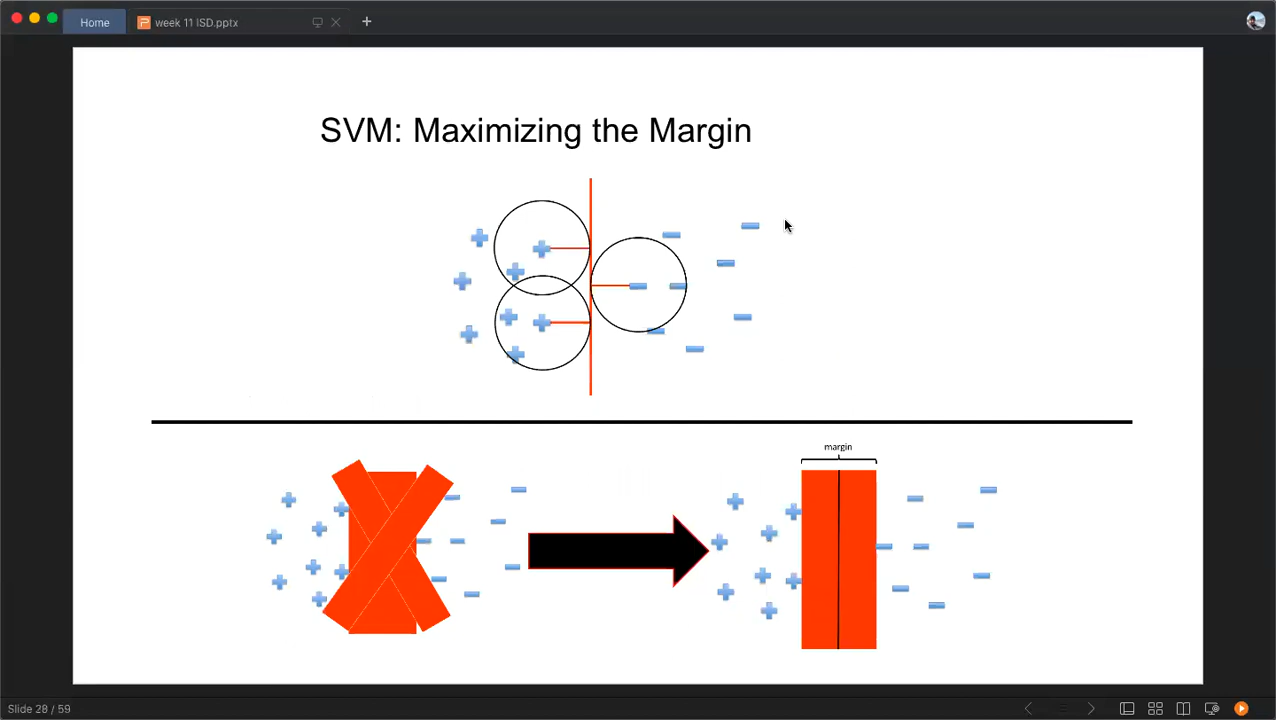 Home
week 11 ISD.pptx
SVM: Maximizing the Margin
margin
Slide 28 / 59